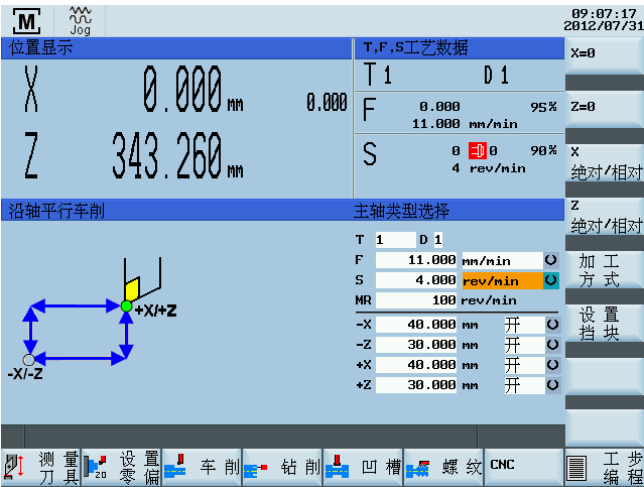 M
Jog
09:07:17
2012/07/31
位置显示
X 0.000 mm 0.000
Z 343.260 mm
T,F,S工艺数据
T 1 D 1
F 0.000 95%
11.000 mm/min
S 0 0 90%
4 rev/min
沿轴平行车削
+X/+Z
-X/-Z
主轴类型选择
T 1 D 1
F 11.000 mm/min
S 4.000 rev/min
MR 100 rev/min
-X 40.000 mm 开
-Z 30.000 mm 开
+X 40.000 mm 开
+Z 30.000 mm 开
X=0
Z=0
X
绝对/相对
Z
绝对/相对
加工
方式
设置
挡块
测量
刀具
Z0
设置
零偏
车削
钻削
凹槽
螺纹
CNC
工步
编程